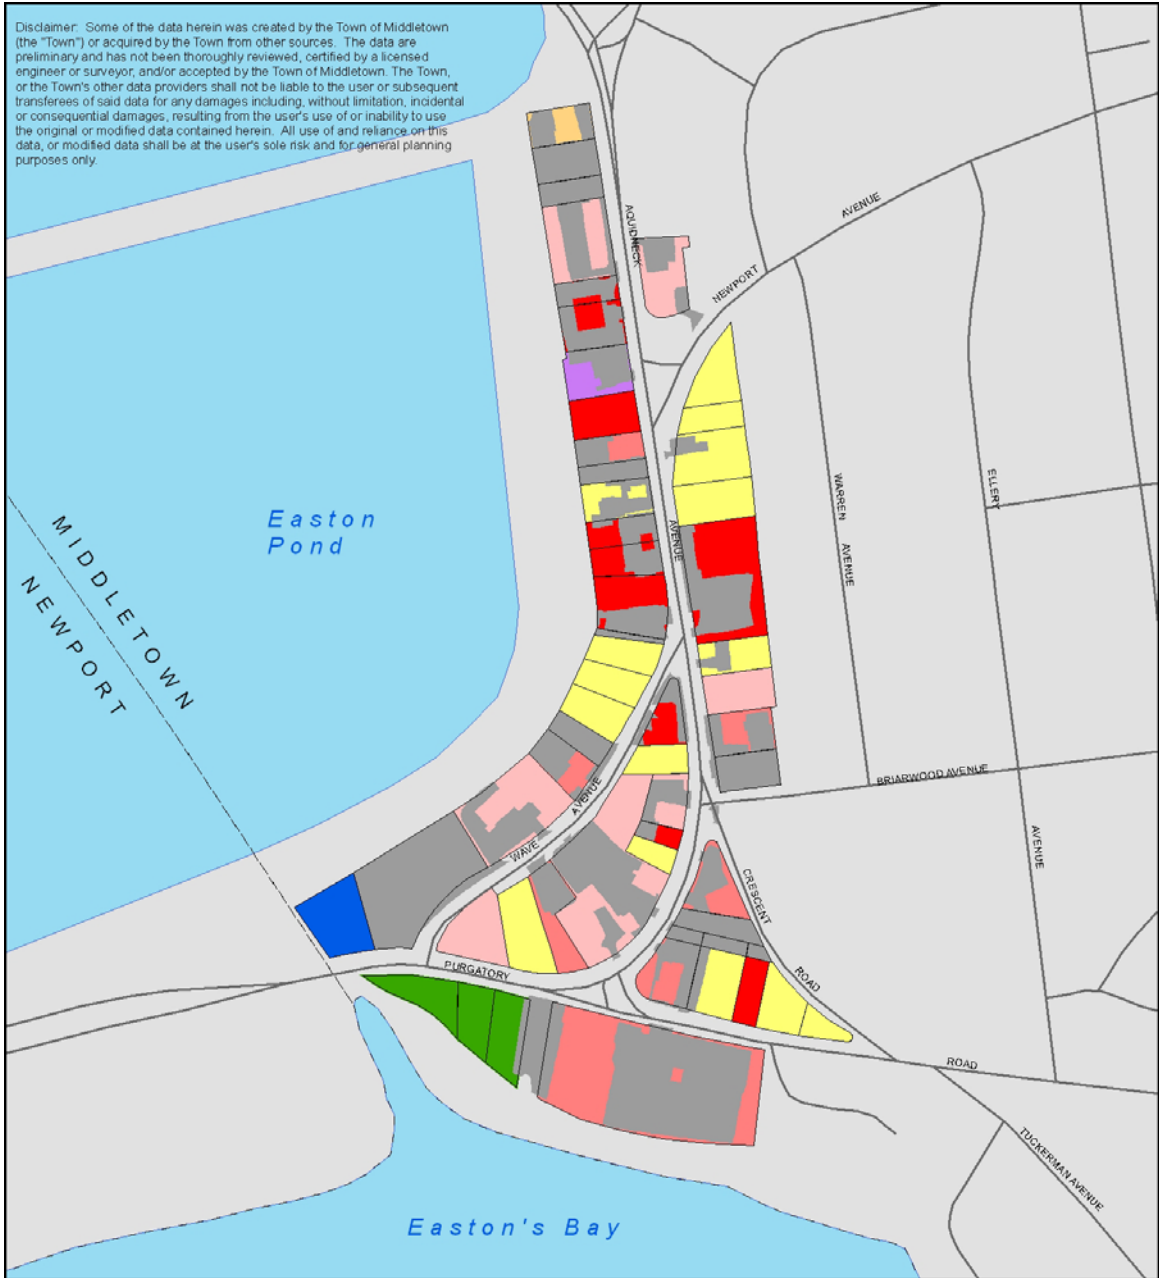 Disclaimer: Some of the data herein was created by the Town of Middletown
(the "Town") or acquired by the Town from other sources. The data are
preliminary and has not been thoroughly reviewed, certified by a licensed
engineer or surveyor, and/or accepted by the Town of Middletown. The Town,
or the Town's other data providers shall not be liable to the user or subsequent
transferees of said data for any damages including, without limitation, incidental
or consequential damages, resulting from the user's use of or inability to use
the original or modified data contained herein. All use of and reliance on this
data, or modified data shall be at the user's sole risk and for general planning
purposes only.
AQUIDNECK
AVENUE
NEWPORT
AVENUE
WARREN
AVENUE
ELLERY
AVENUE
Easton
Pond
MIDDLETOWN
NEWPORT
BRIARWOOD AVENUE
WAVE
AVENUE
CRESCENT
ROAD
PURGATORY
ROAD
TUCKERMAN AVENUE
Easton's Bay